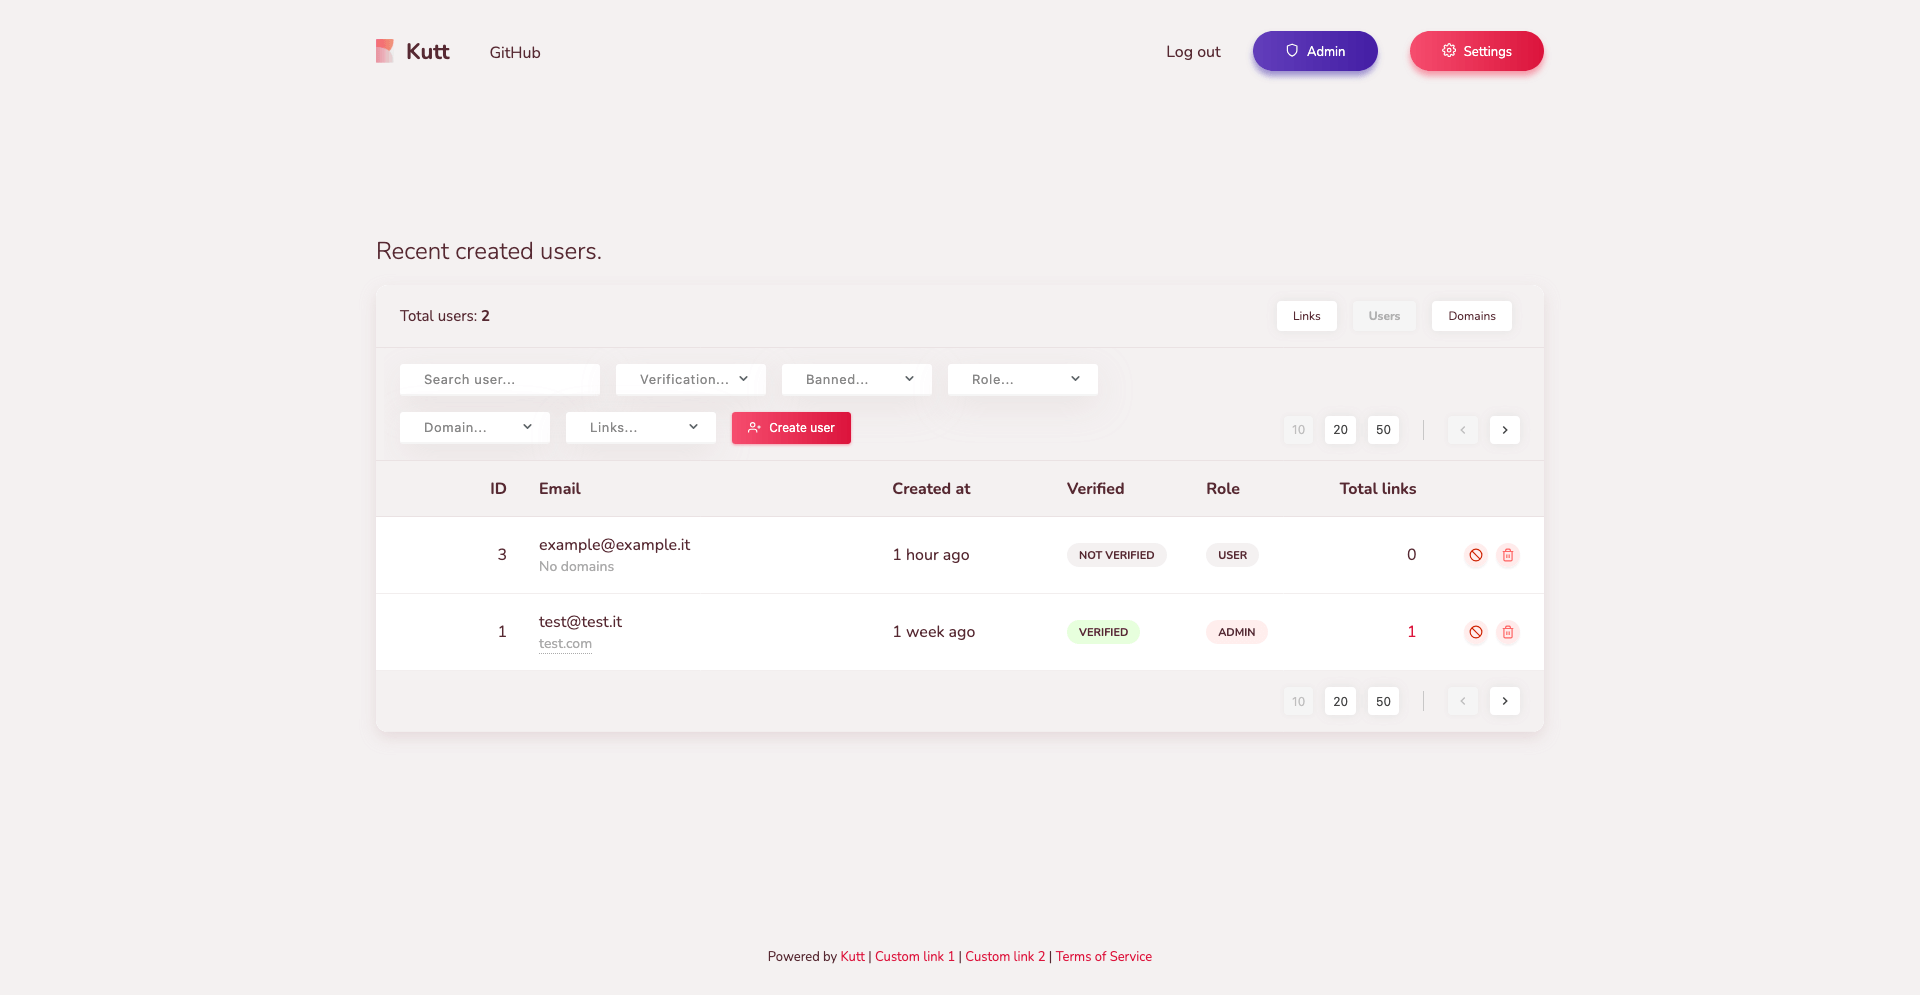 Kutt GitHub Log out Admin Settings
Recent created users.
Total users: 2 Links Users Domains
Search user... Verification... Banned... Role...
Domain... Links... Create user 10 20 50
ID Email Created at Verified Role Total links
3 example@example.it 1 hour ago NOT VERIFIED USER 0
No domains
1 test@test.it 1 week ago VERIFIED ADMIN 1
test.com
10 20 50
Powered by Kutt | Custom link 1 | Custom link 2 | Terms of Service